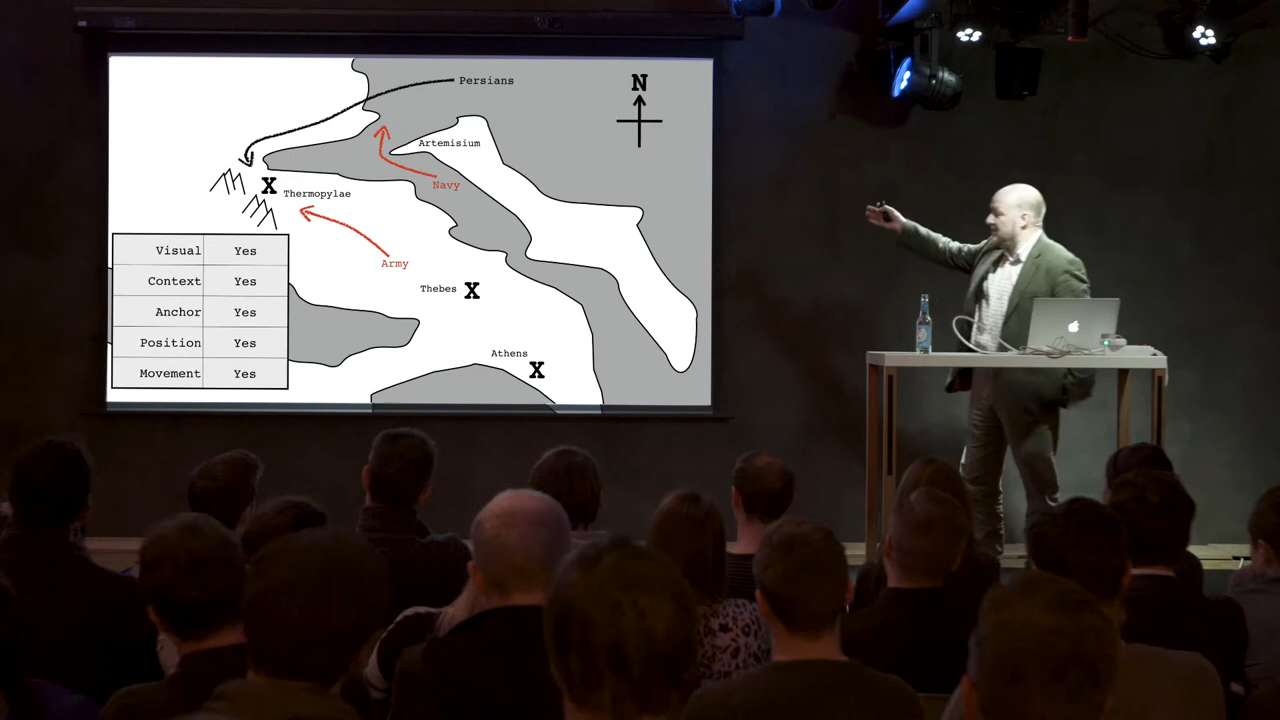 Persians
N
Artemisium
Navy
X
Thermopylae
Army
Visual Yes
Context Yes
Anchor Yes
Position Yes
Movement Yes
Thebes X
Athens
X